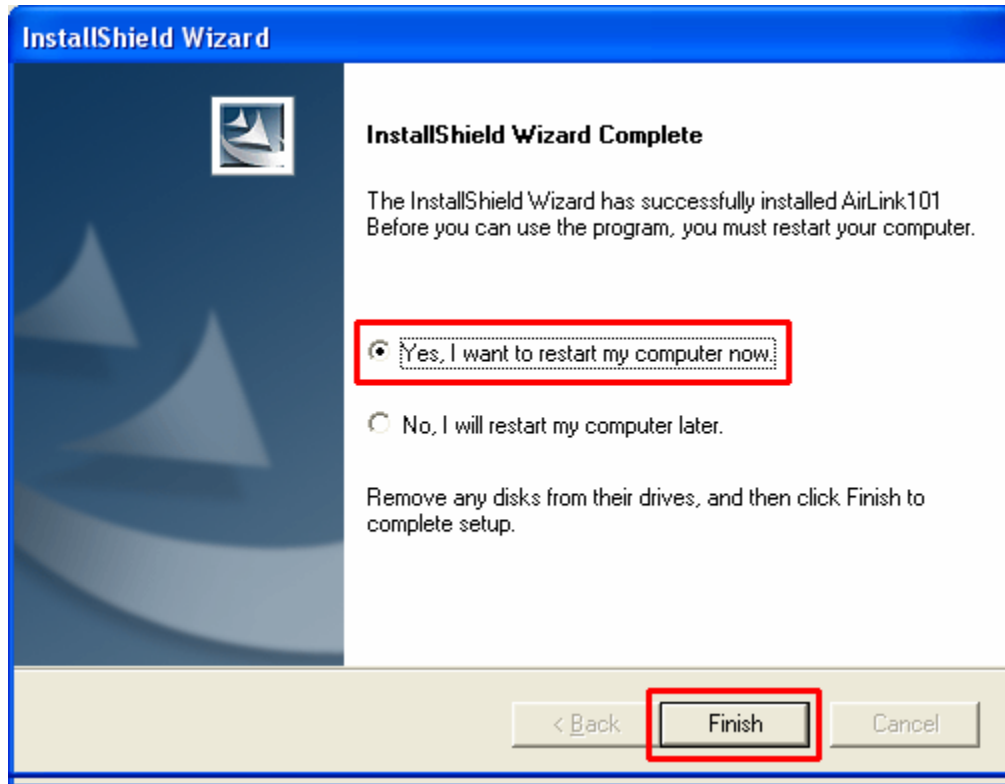 InstallShield Wizard
InstallShield Wizard Complete
The InstallShield Wizard has successfully installed AirLink101
Before you can use the program, you must restart your computer.
Yes, I want to restart my computer now.
No, I will restart my computer later.
Remove any disks from their drives, and then click Finish to
complete setup.
< Back Finish Cancel